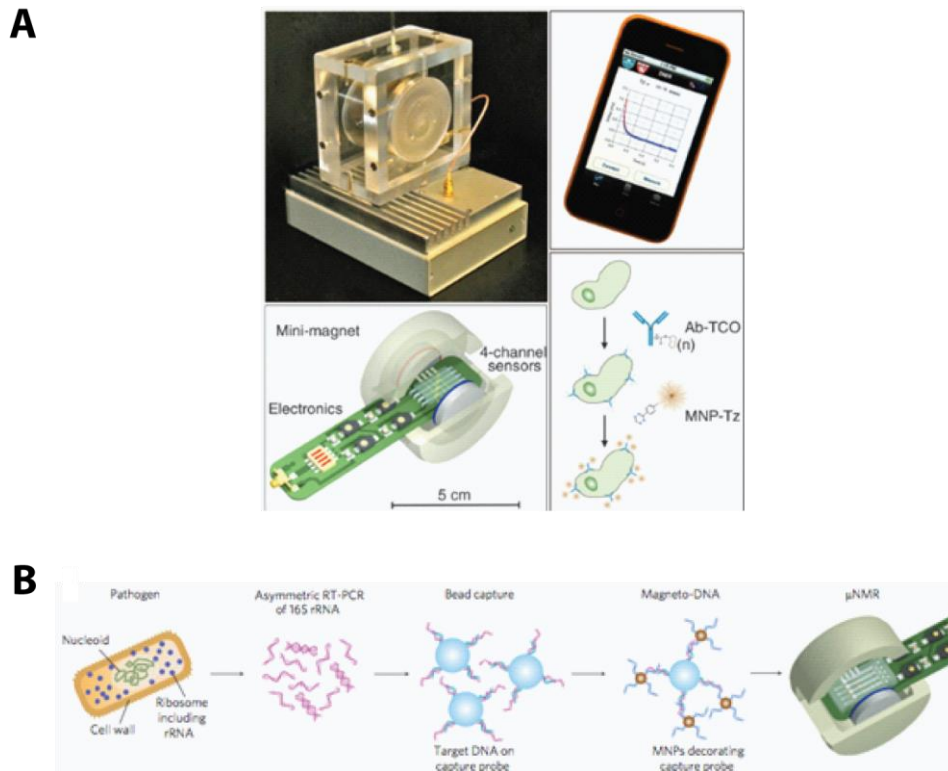 A
Mini-magnet
4-channel
sensors
Electronics
5 cm
Ab-TCO
(n)
MNP-Tz
B
Pathogen
Nucleoid
Cell wall
Ribosome
including
rRNA
Asymmetric RT-PCR
of 16S rRNA
Bead capture
Target DNA on
capture probe
Magneto-DNA
MNPs decorating
capture probe
µNMR